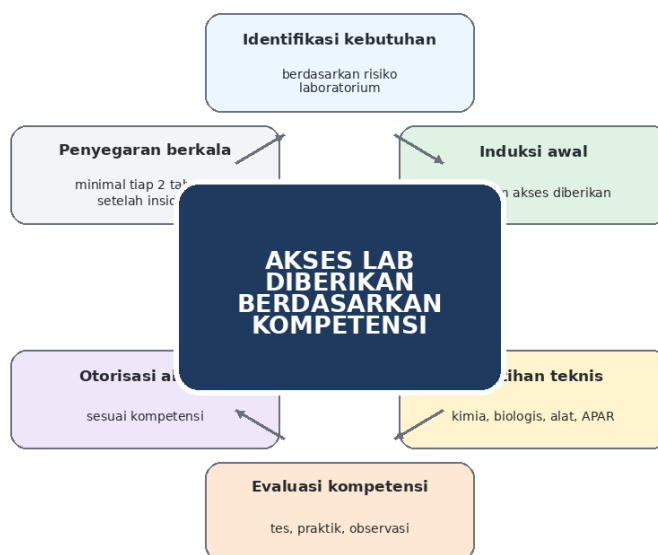 Identifikasi kebutuhan
berdasarkan risiko
laboratorium
Penyegaran berkala
minimal tiap 2
setelah
Induksi awal
akses diberikan
AKSES LAB
DIBERIKAN
BERDASARKAN
KOMPETENSI
Otorisasi
sesuai kompetensi
teknis
kimia, biologis, alat, APAR
Evaluasi kompetensi
tes, praktik, observasi